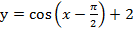 y = cos(x − π/2) + 2